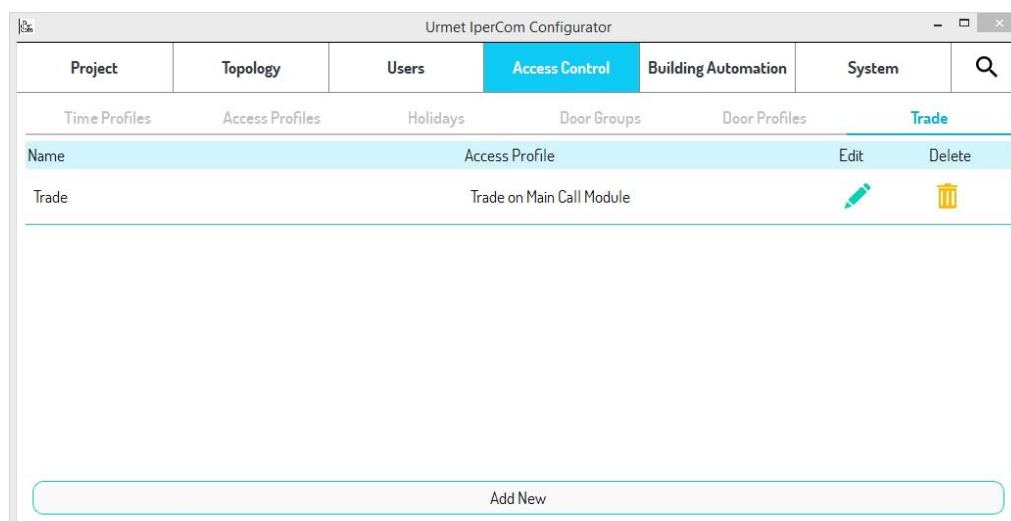 Urmet IperCom Configurator
Project Topology Users Access Control Building Automation System
Time Profiles Access Profiles Holidays Door Groups Door Profiles Trade
Name Access Profile Edit Delete
Trade Trade on Main Call Module
Add New